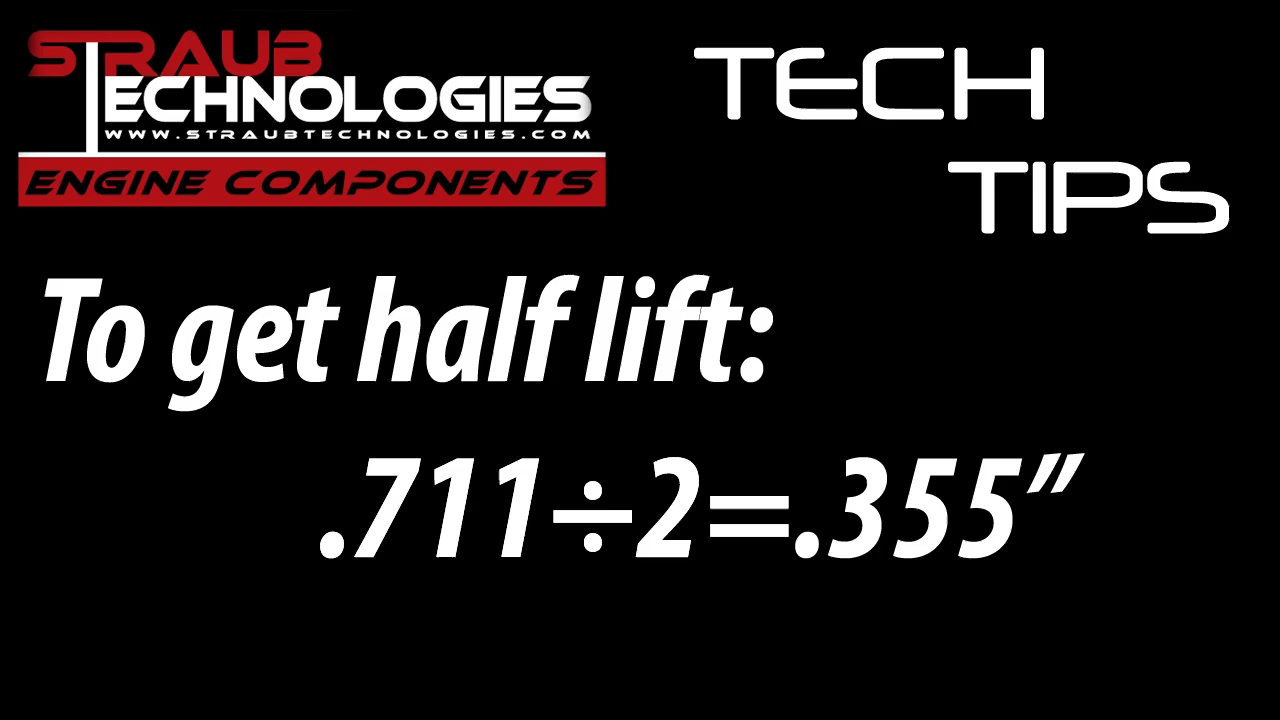 STRAUB
TECHNOLOGIES
WWW.STRAUBTECHNOLOGIES.COM
ENGINE COMPONENTS
TECH
TIPS
To get half lift:
.711÷2=.355”